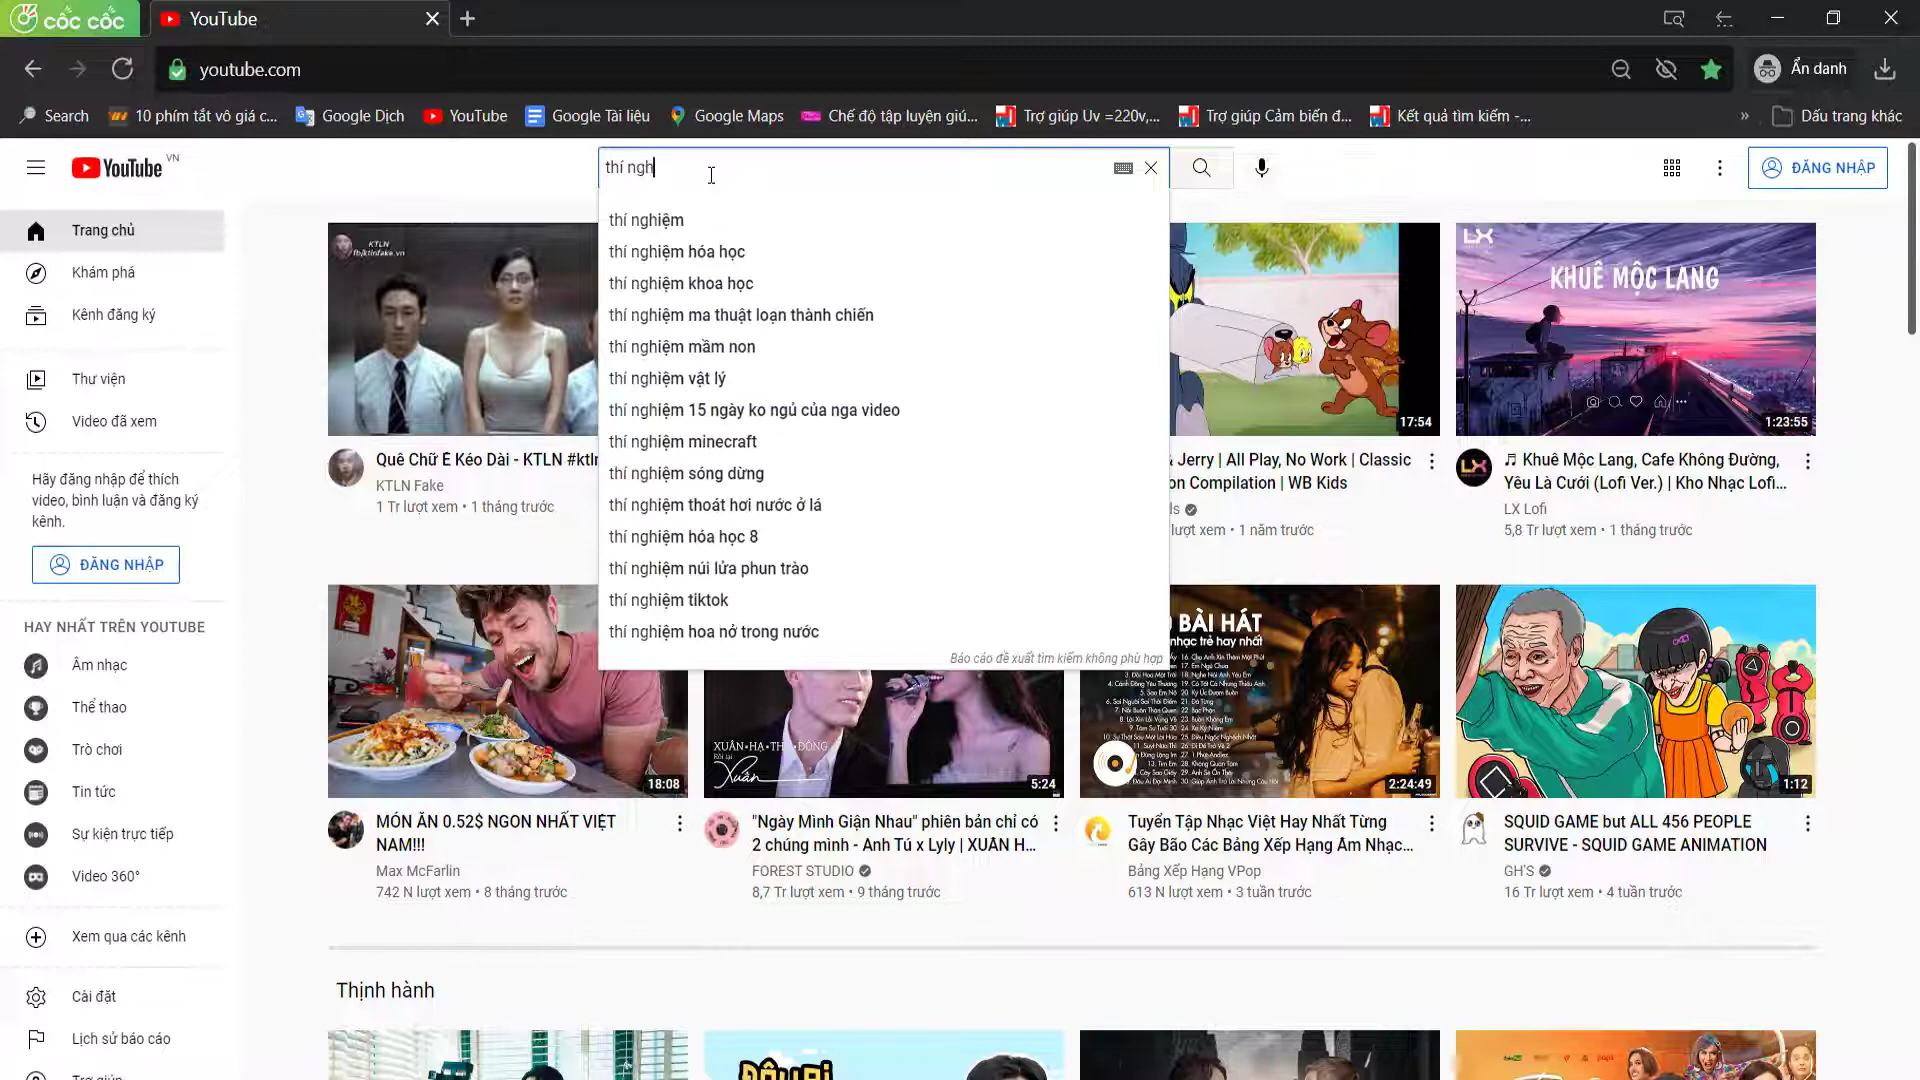 cốc cốc
YouTube
youtube.com
Ẩn danh
Search
10 phím tắt vô giá c...
Google Dịch
YouTube
Google Tài liệu
Google Maps
Chế độ tập luyện giú...
Trợ giúp Uv =220v,...
Trợ giúp Cảm biến đ...
Kết quả tìm kiếm -...
Dấu trang khác
YouTube VN
thí ngh
ĐĂNG NHẬP
thí nghiệm
thí nghiệm hóa học
thí nghiệm khoa học
thí nghiệm ma thuật loạn thành chiến
thí nghiệm mầm non
thí nghiệm vật lý
thí nghiệm 15 ngày ko ngủ của nga video
thí nghiệm minecraft
thí nghiệm sóng dừng
thí nghiệm thoát hơi nước ở lá
thí nghiệm hóa học 8
thí nghiệm núi lửa phun trào
thí nghiệm tiktok
thí nghiệm hoa nở trong nước
Báo cáo đề xuất tìm kiếm không phù hợp
Trang chủ
Khám phá
Kênh đăng ký
Thư viện
Video đã xem
Hãy đăng nhập để thích
video, bình luận và đăng ký
kênh.
ĐĂNG NHẬP
HAY NHẤT TRÊN YOUTUBE
Âm nhạc
Thể thao
Trò chơi
Tin tức
Sự kiện trực tiếp
Video 360°
Xem qua các kênh
Cài đặt
Lịch sử báo cáo
Trợ giúp
KTLN
fb/ktlnfake.vn
Quê Chữ Ê Kéo Dài - KTLN #ktln
KTLN Fake
1 Tr lượt xem • 1 tháng trước
17:54
& Jerry | All Play, No Work | Classic
on Compilation | WB Kids
ds
lượt xem • 1 năm trước
LX
KHUÊ MỘC LANG
1:23:55
♬ Khuê Mộc Lang, Cafe Không Đường,
Yêu Là Cưới (Lofi Ver.) | Kho Nhạc Lofi...
LX Lofi
5,8 Tr lượt xem • 1 tháng trước
18:08
MÓN ĂN 0.52$ NGON NHẤT VIỆT
NAM!!!
Max McFarlin
742 N lượt xem • 8 tháng trước
XUÂN•HẠ•THU•ĐÔNG
Xuân
5:24
"Ngày Mình Giận Nhau" phiên bản chỉ có
2 chúng mình - Anh Tú x Lyly | XUÂN H...
FOREST STUDIO
8,7 Tr lượt xem • 9 tháng trước
BÀI HÁT
nhạc trẻ hay nhất
2:24:49
Tuyển Tập Nhạc Việt Hay Nhất Từng
Gây Bão Các Bảng Xếp Hạng Âm Nhạc...
Bảng Xếp Hạng VPop
613 N lượt xem • 3 tuần trước
1:12
SQUID GAME but ALL 456 PEOPLE
SURVIVE - SQUID GAME ANIMATION
GH'S
16 Tr lượt xem • 4 tuần trước
Thịnh hành